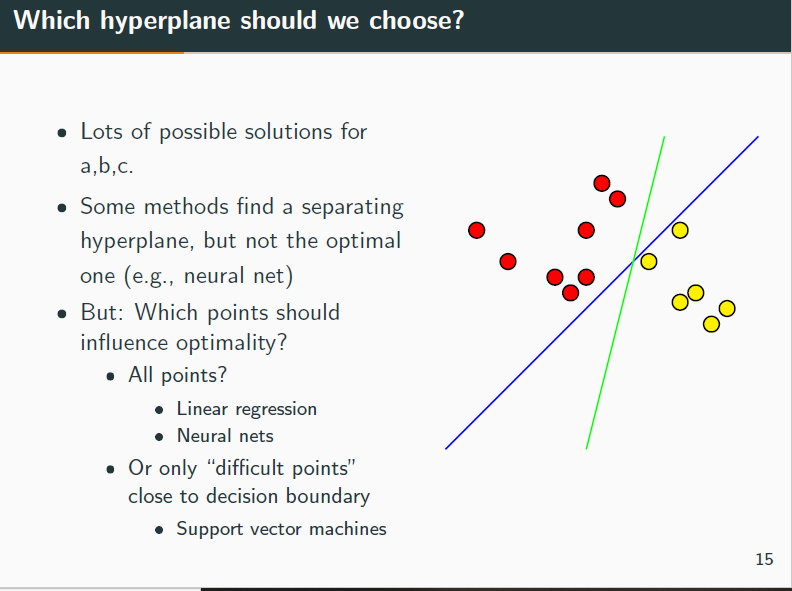 Which hyperplane should we choose?
• Lots of possible solutions for
a,b,c.
• Some methods find a separating
hyperplane, but not the optimal
one (e.g., neural net)
• But: Which points should
influence optimality?
• All points?
• Linear regression
• Neural nets
• Or only “difficult points”
close to decision boundary
• Support vector machines
15